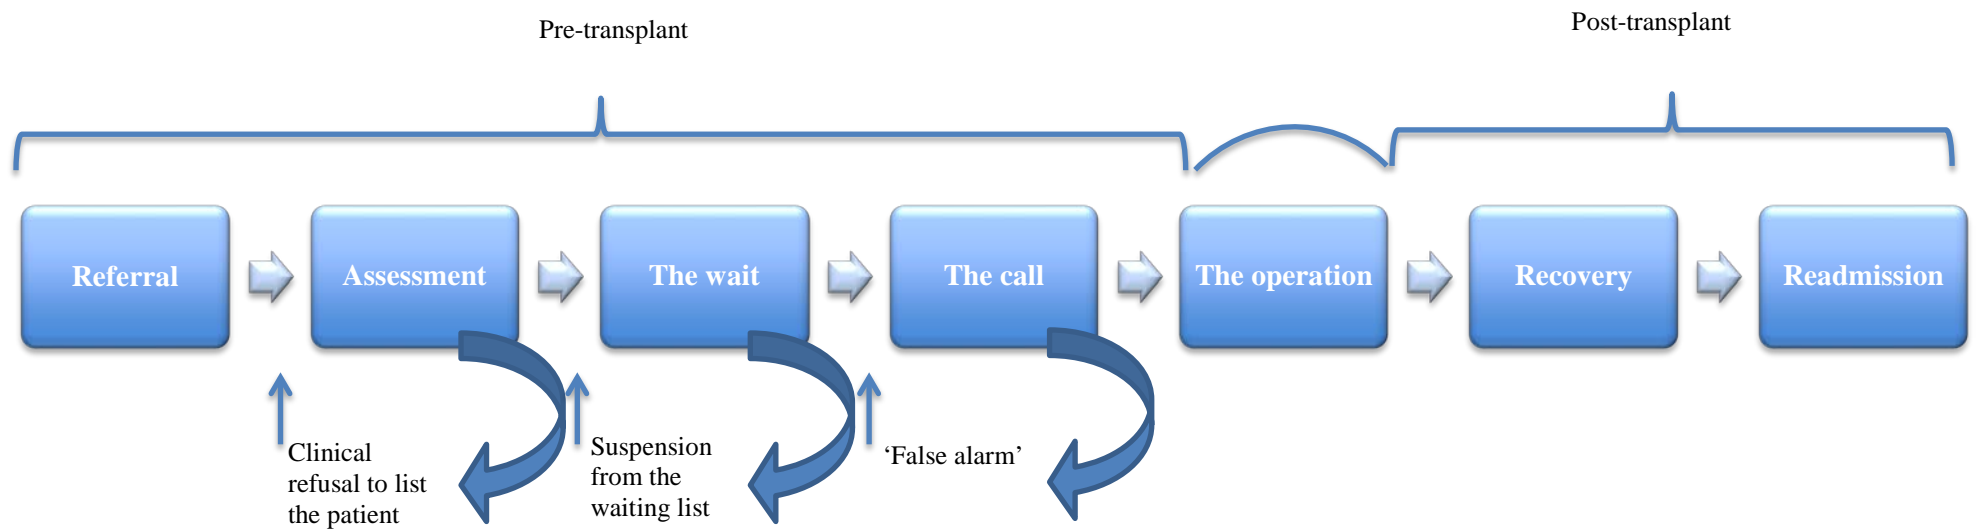 Pre-transplant
Post-transplant
Referral
Assessment
The wait
The call
The operation
Recovery
Readmission
Clinical
refusal to list
the patient
Suspension
from the
waiting list
‘False alarm’